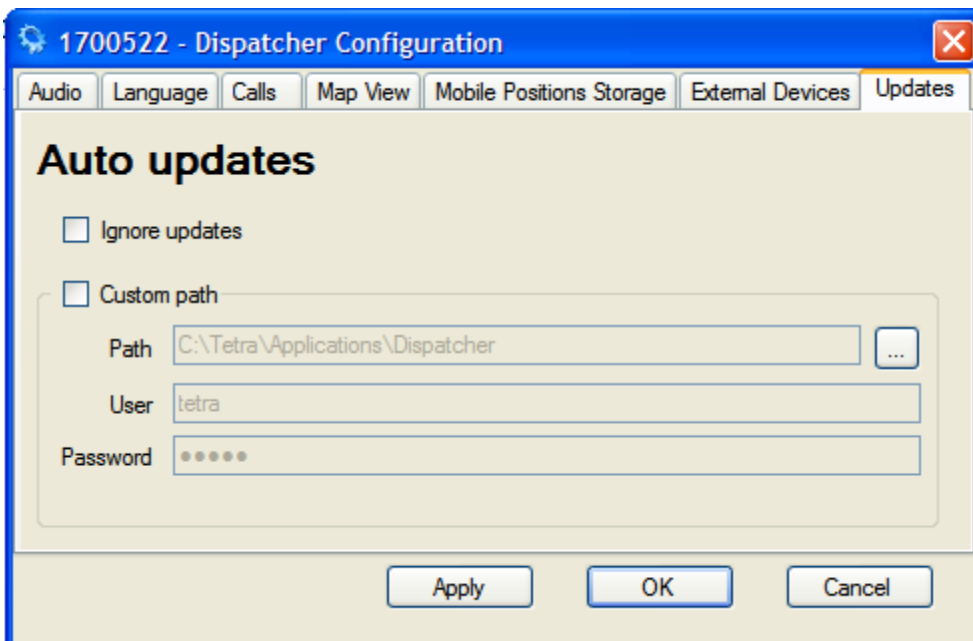 1700522 - Dispatcher Configuration
Audio Language Calls Map View Mobile Positions Storage External Devices Updates
Auto updates
Ignore updates
Custom path
Path C:\Tetra\Applications\Dispatcher ...
User tetra
Password •••••
Apply OK Cancel